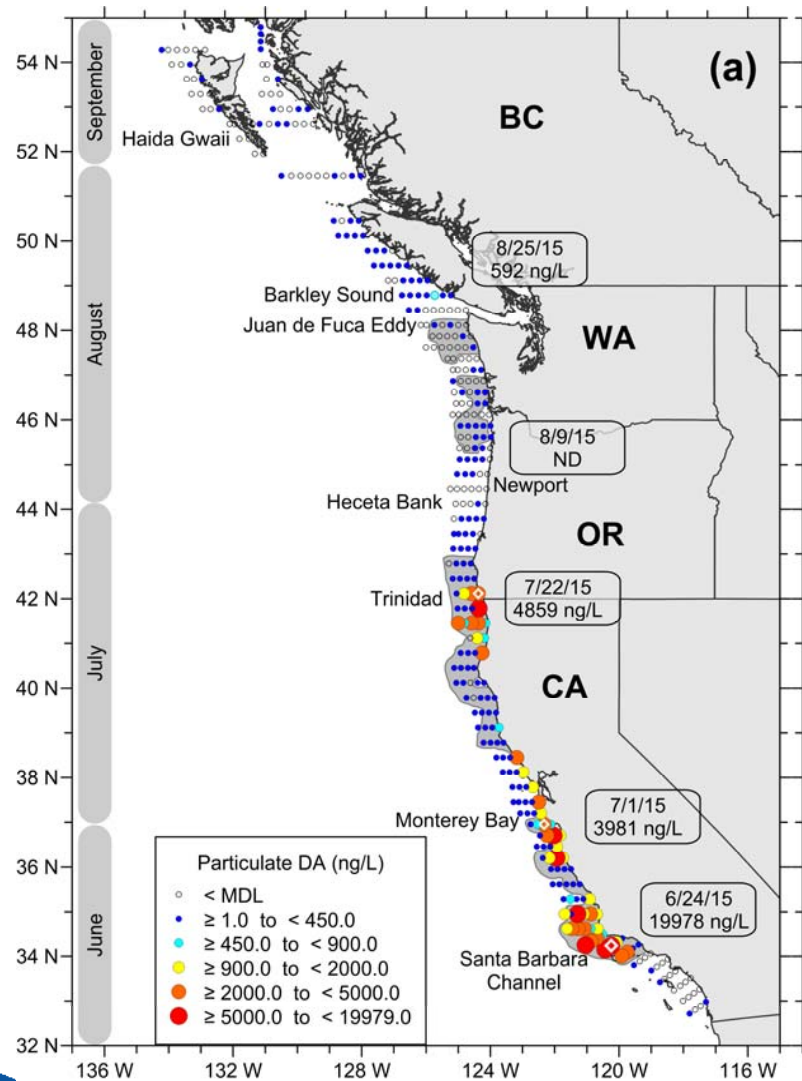 (a)
54 N
52 N
50 N
48 N
46 N
44 N
42 N
40 N
38 N
36 N
34 N
32 N
September
August
July
June
BC
Haida Gwaii
8/25/15
592 ng/L
Barkley Sound
Juan de Fuca Eddy
WA
8/9/15
ND
Newport
Heceta Bank
OR
Trinidad
7/22/15
4859 ng/L
CA
Monterey Bay
7/1/15
3981 ng/L
6/24/15
19978 ng/L
Santa Barbara
Channel
Particulate DA (ng/L)
< MDL
≥ 1.0 to < 450.0
≥ 450.0 to < 900.0
≥ 900.0 to < 2000.0
≥ 2000.0 to < 5000.0
≥ 5000.0 to < 19979.0
136 W 132 W 128 W 124 W 120 W 116 W